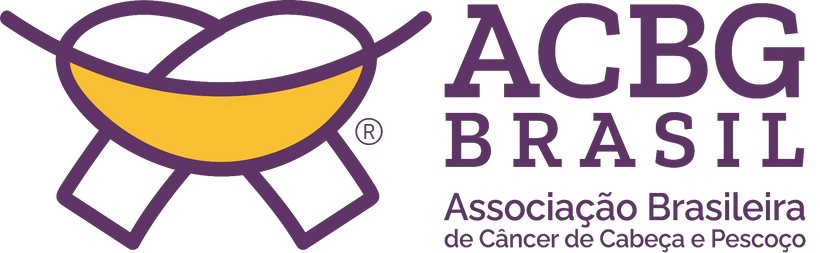 ®
ACBG
BRASIL
Associação Brasileira
de Câncer de Cabeça e Pescoço